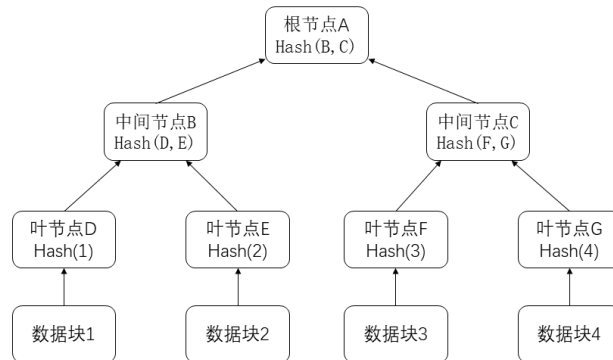 根节点A
Hash(B,C)
中间节点B
Hash(D,E)
中间节点C
Hash(F,G)
叶节点D
Hash(1)
叶节点E
Hash(2)
叶节点F
Hash(3)
叶节点G
Hash(4)
数据块1
数据块2
数据块3
数据块4